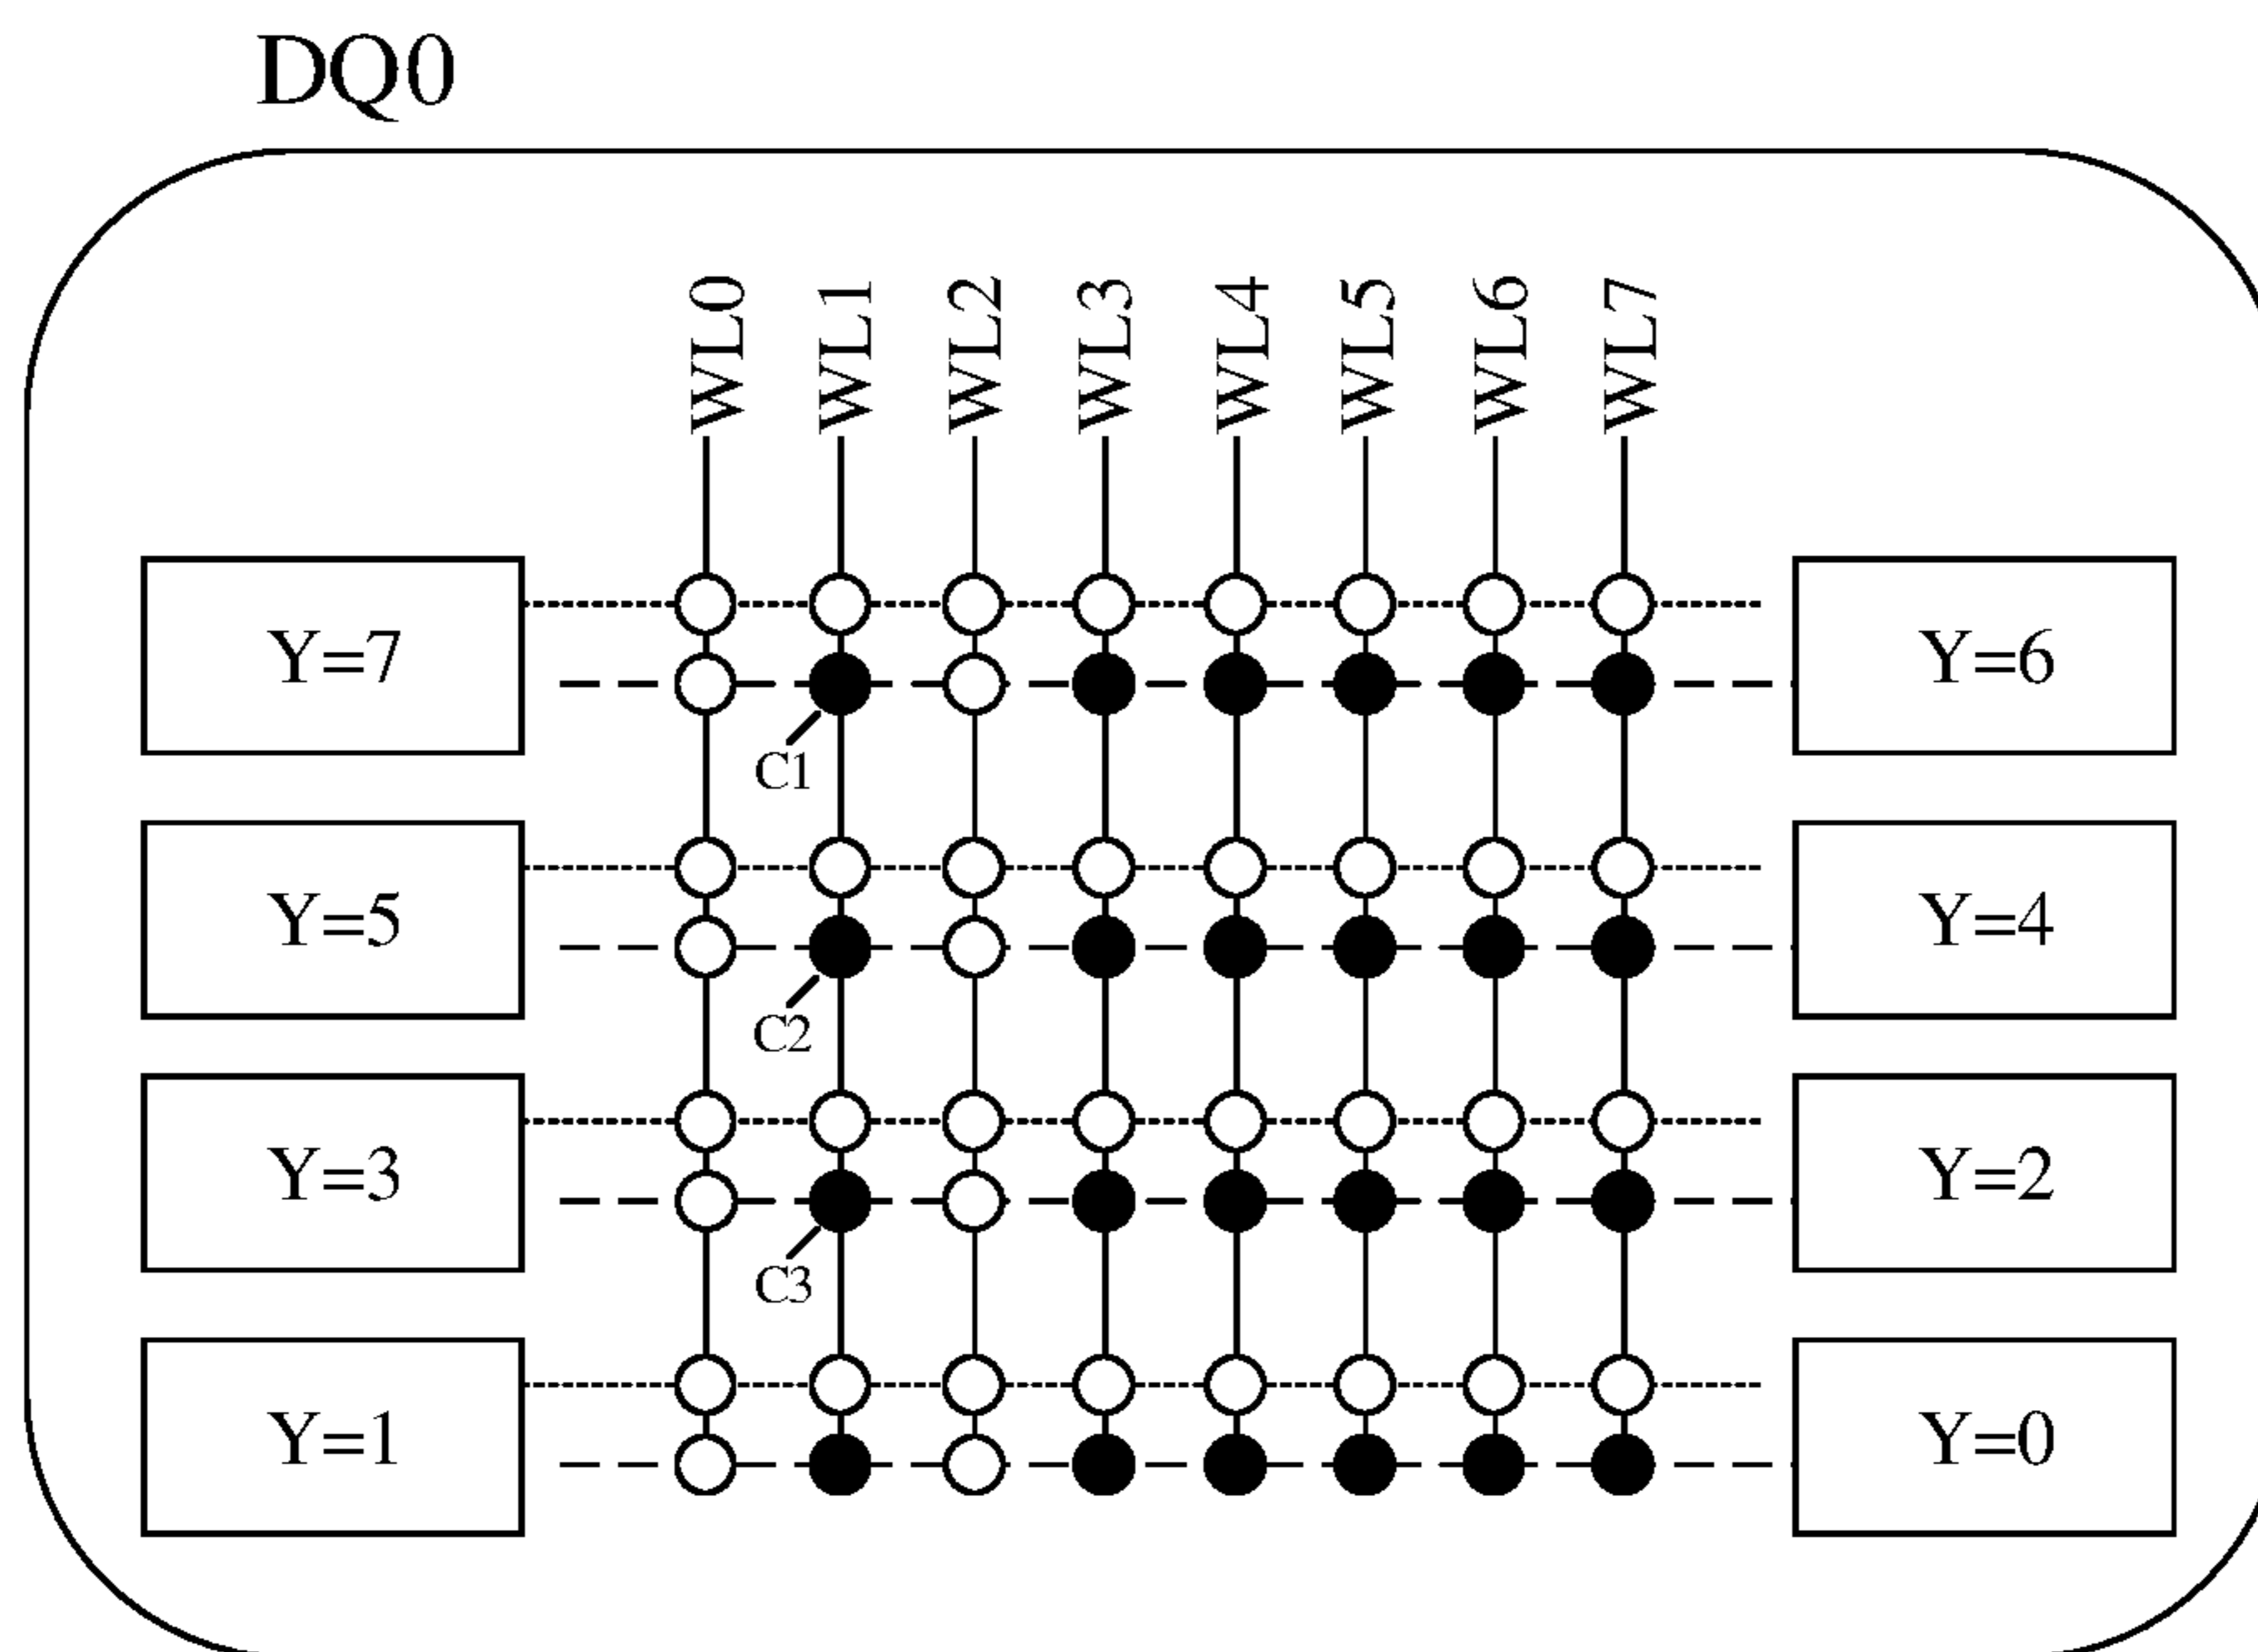 DQ0
WL0 WL1 WL2 WL3 WL4 WL5 WL6 WL7
Y=7 Y=6
C1
Y=5 Y=4
C2
Y=3 Y=2
C3
Y=1 Y=0